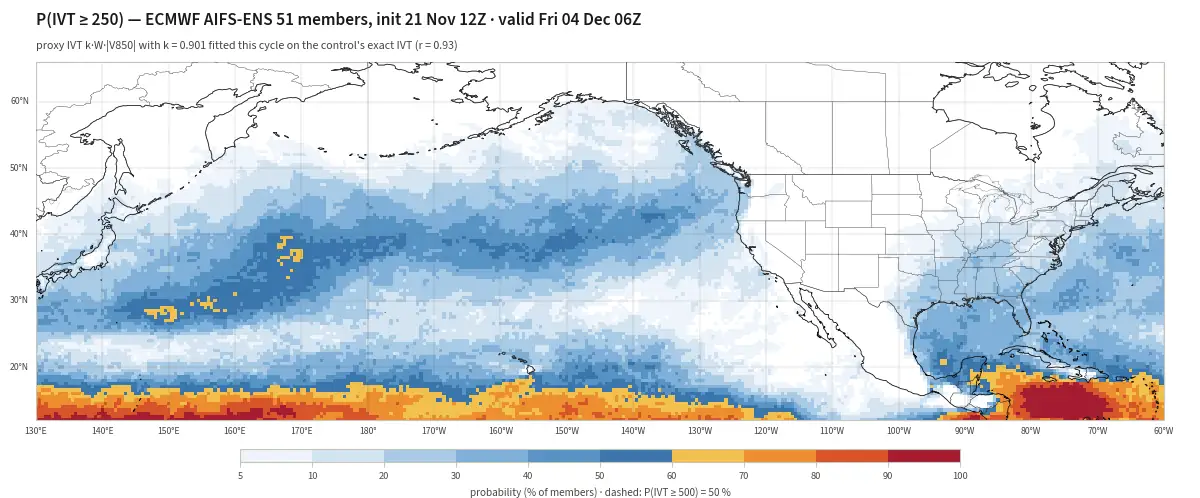 P(IVT ≥ 250) — ECMWF AIFS-ENS 51 members, init 21 Nov 12Z · valid Fri 04 Dec 06Z
proxy IVT k·W·|V850| with k = 0.901 fitted this cycle on the control's exact IVT (r = 0.93)
60°N
50°N
40°N
30°N
20°N
130°E 140°E 150°E 160°E 170°E 180° 170°W 160°W 150°W 140°W 130°W 120°W 110°W 100°W 90°W 80°W 70°W 60°W
5 10 20 30 40 50 60 70 80 90 100
probability (% of members) · dashed: P(IVT ≥ 500) = 50 %